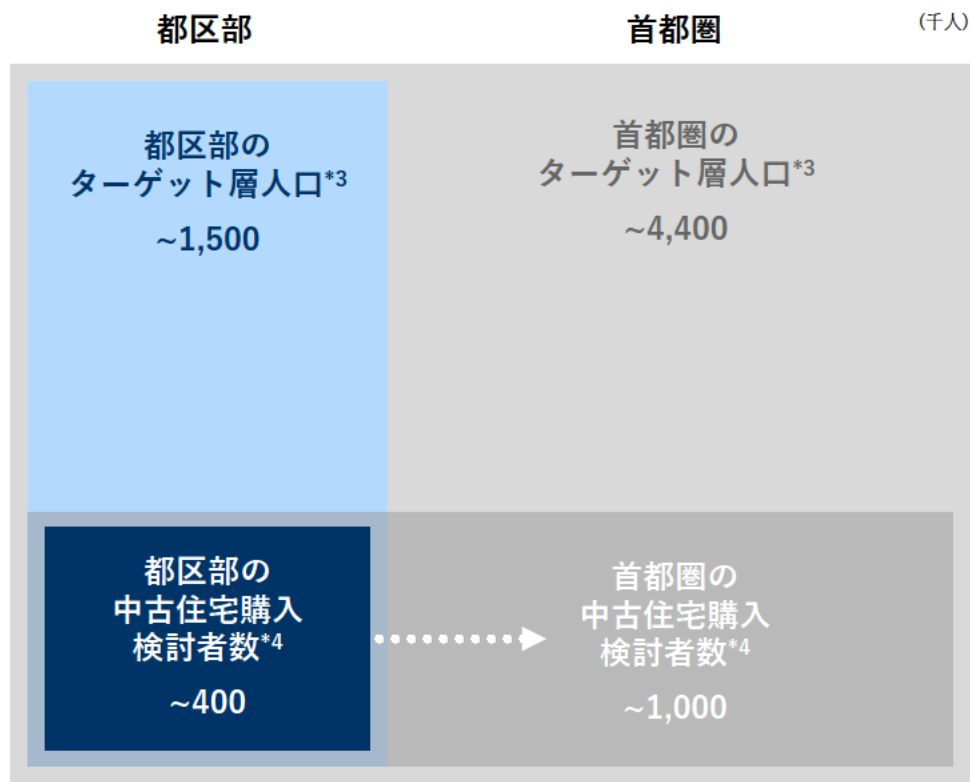 都区部
首都圏
(千人)
都区部の
ターゲット層人口*3
~1,500
首都圏の
ターゲット層人口*3
~4,400
都区部の
中古住宅購入
検討者数*4
~400
首都圏の
中古住宅購入
検討者数*4
~1,000